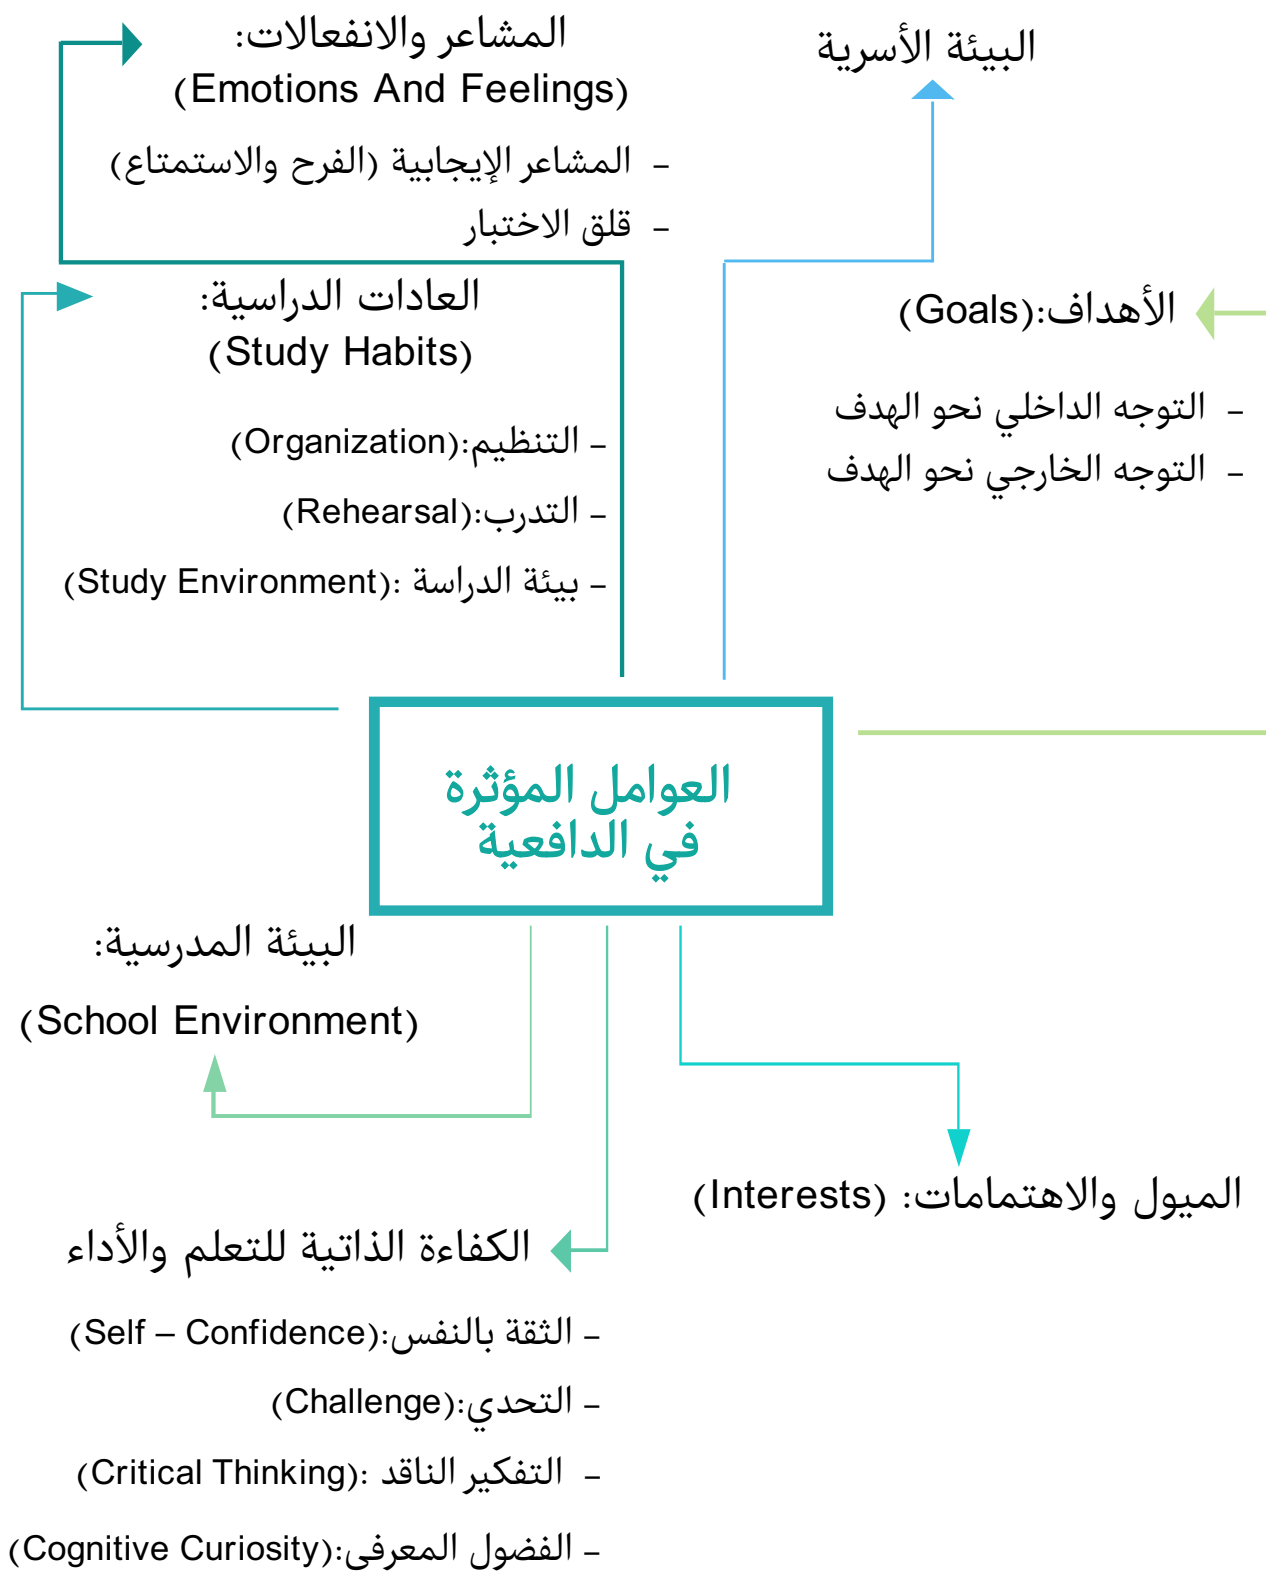 البيئة الأسرية
المشاعر والانفعالات:
(Emotions And Feelings)
- المشاعر الإيجابية (الفرح والاستمتاع)
- قلق الاختبار
الأهداف:(Goals)
- التوجه الداخلي نحو الهدف
- التوجه الخارجي نحو الهدف
العادات الدراسية:
(Study Habits)
- التنظيم:(Organization)
- التدرب:(Rehearsal)
- بيئة الدراسة :(Study Environment)
العوامل المؤثرة
في الدافعية
البيئة المدرسية:
(School Environment)
الميول والاهتمامات: (Interests)
الكفاءة الذاتية للتعلم والأداء
- الثقة بالنفس:(Self – Confidence)
- التحدي:(Challenge)
- التفكير الناقد :(Critical Thinking)
- الفضول المعرفى:(Cognitive Curiosity)